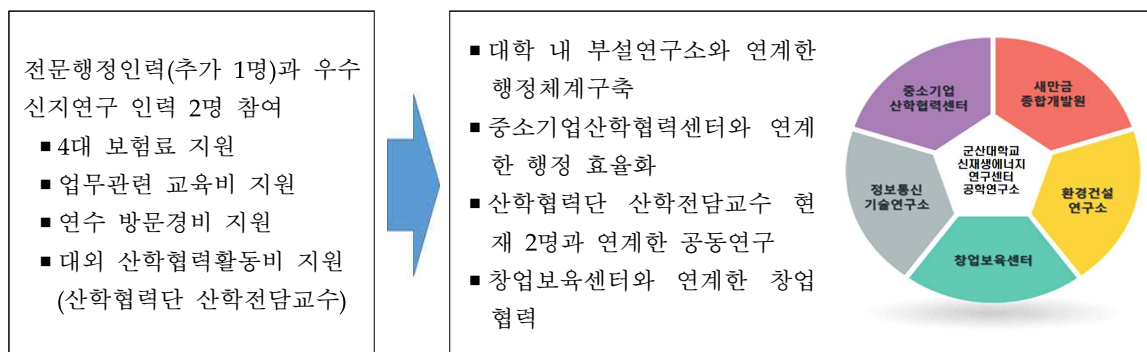 전문행정인력(추가 1명)과 우수
신지연구 인력 2명 참여
■ 4대 보험료 지원
■ 업무관련 교육비 지원
■ 연수 방문경비 지원
■ 대외 산학협력활동비 지원
(산학협력단 산학전담교수)
■ 대학 내 부설연구소와 연계한
행정체계구축
■ 중소기업산학협력센터와 연계
한 행정 효율화
■ 산학협력단 산학전담교수 현
재 2명과 연계한 공동연구
■ 창업보육센터와 연계한 창업
협력
중소기업
산학협력센터
새만금
종합개발원
군산대학교
신재생에너지
연구센터
공학연구소
정보통신
기술연구소
환경건설
연구소
창업보육센터